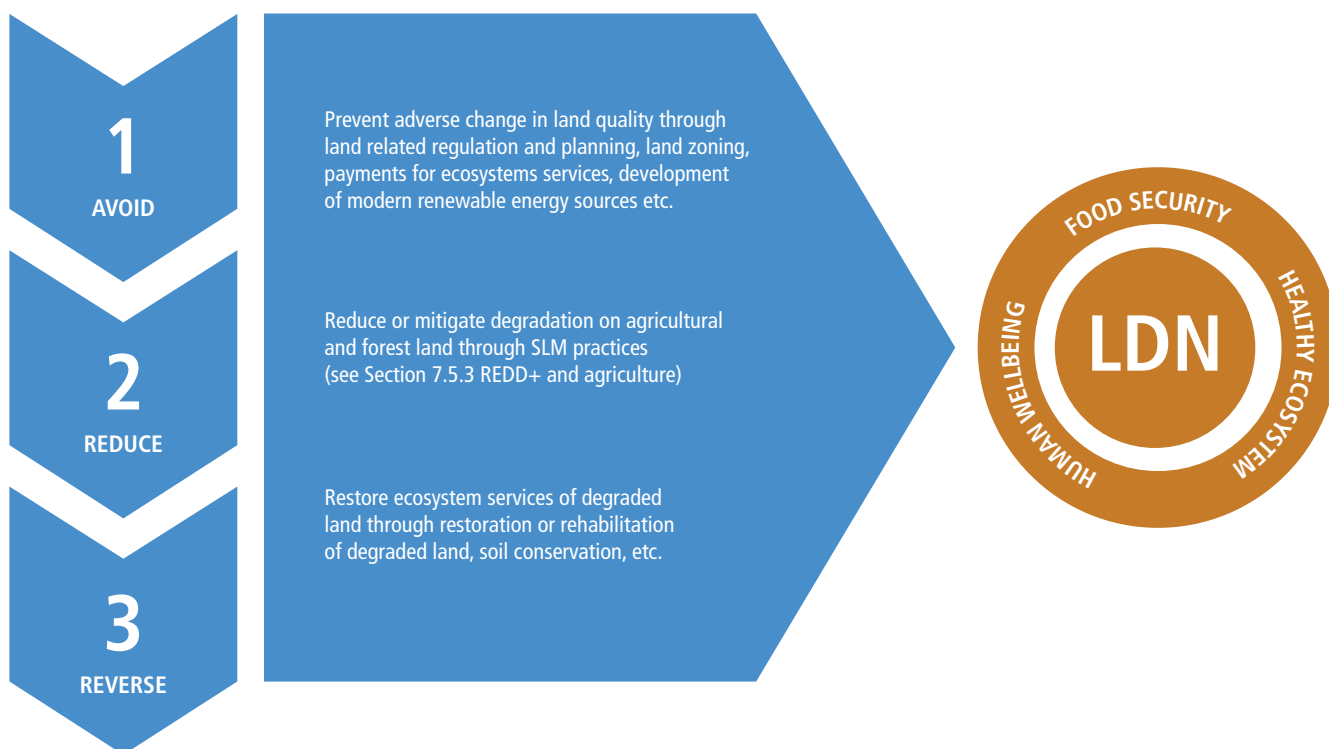 1
AVOID
Prevent adverse change in land quality through
land related regulation and planning, land zoning,
payments for ecosystems services, development
of modern renewable energy sources etc.
2
REDUCE
Reduce or mitigate degradation on agricultural
and forest land through SLM practices
(see Section 7.5.3 REDD+ and agriculture)
3
REVERSE
Restore ecosystem services of degraded
land through restoration or rehabilitation
of degraded land, soil conservation, etc.
FOOD SECURITY
HEALTHY ECOSYSTEM
HUMAN WELLBEING
LDN